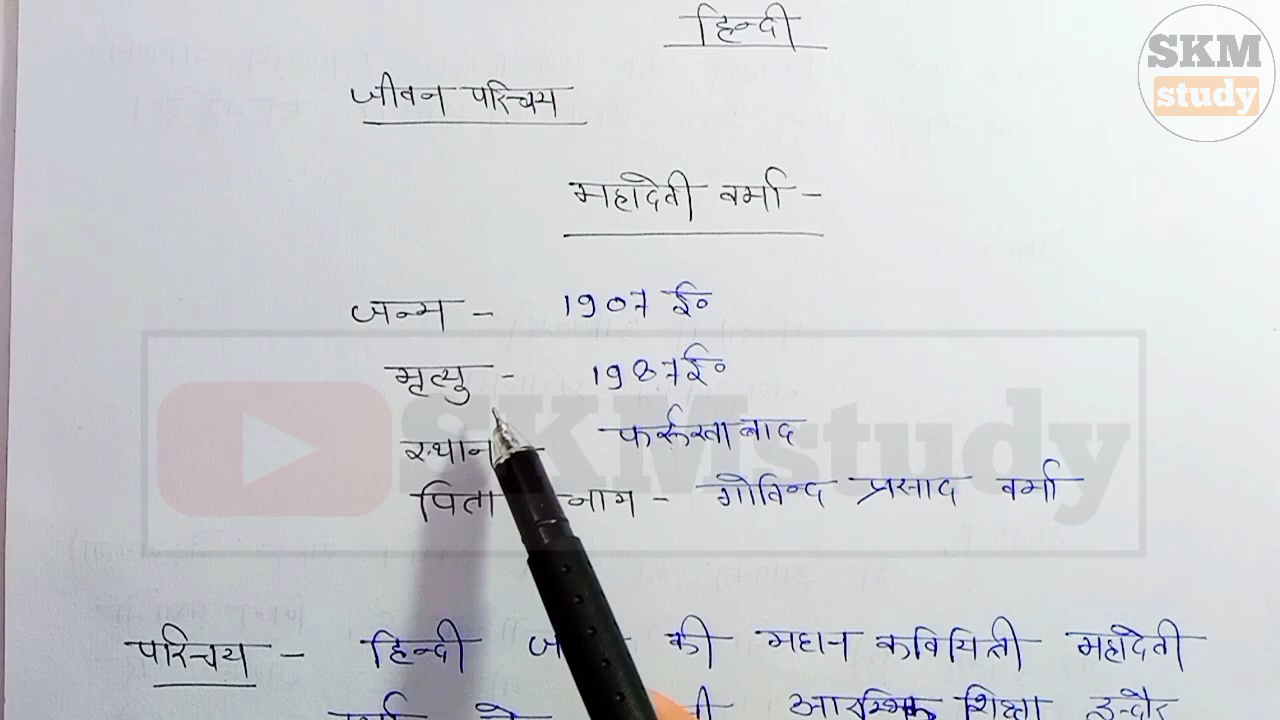 हिन्दी
SKM
study
जीवन परिचय
महादेवी वर्मा -
जन्म - 1907 ई०
मृत्यु - 1987 ई०
SKMstudy
स्थान - फर्रूखाबाद
पिता नाम - गोविन्द प्रसाद वर्मा
परिचय - हिन्दी की महान कवियित्री महादेवी
आरम्भिक शिक्षा इन्दौर